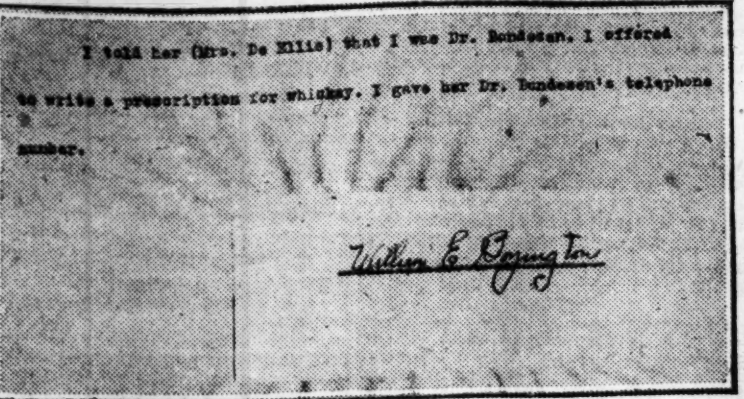 I told her (Mrs. De Ellis) that I was Dr. Bundesen. I offered
to write a prescription for whiskey. I gave her Dr. Bundesen's telephone
number.
William E Boyington